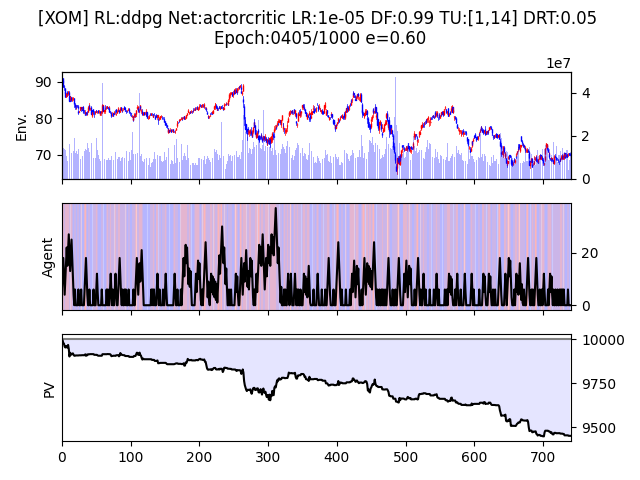 [XOM] RL:ddpg Net:actorcritic LR:1e-05 DF:0.99 TU:[1,14] DRT:0.05
Epoch:0405/1000 e=0.60
1e7
Env.
90
80
70
4
2
0
Agent
20
0
PV
10000
9750
9500
0 100 200 300 400 500 600 700